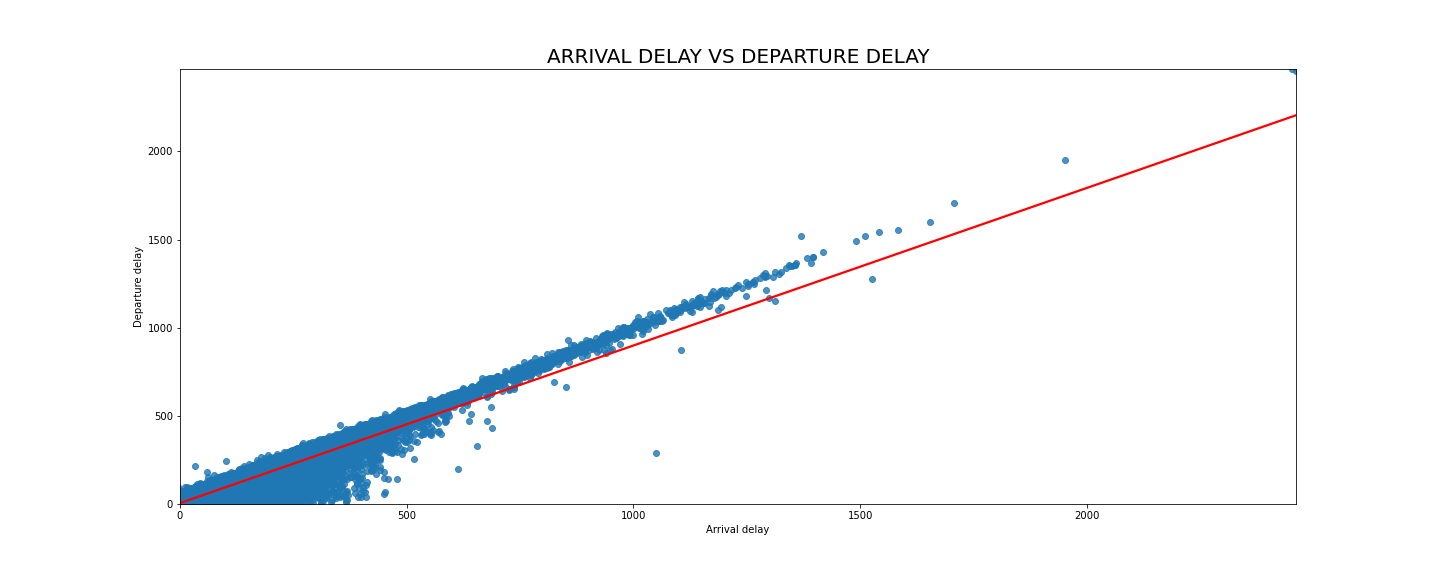 ARRIVAL DELAY VS DEPARTURE DELAY
2000
1500
1000
500
0
Departure delay
0 500 1000 1500 2000
Arrival delay